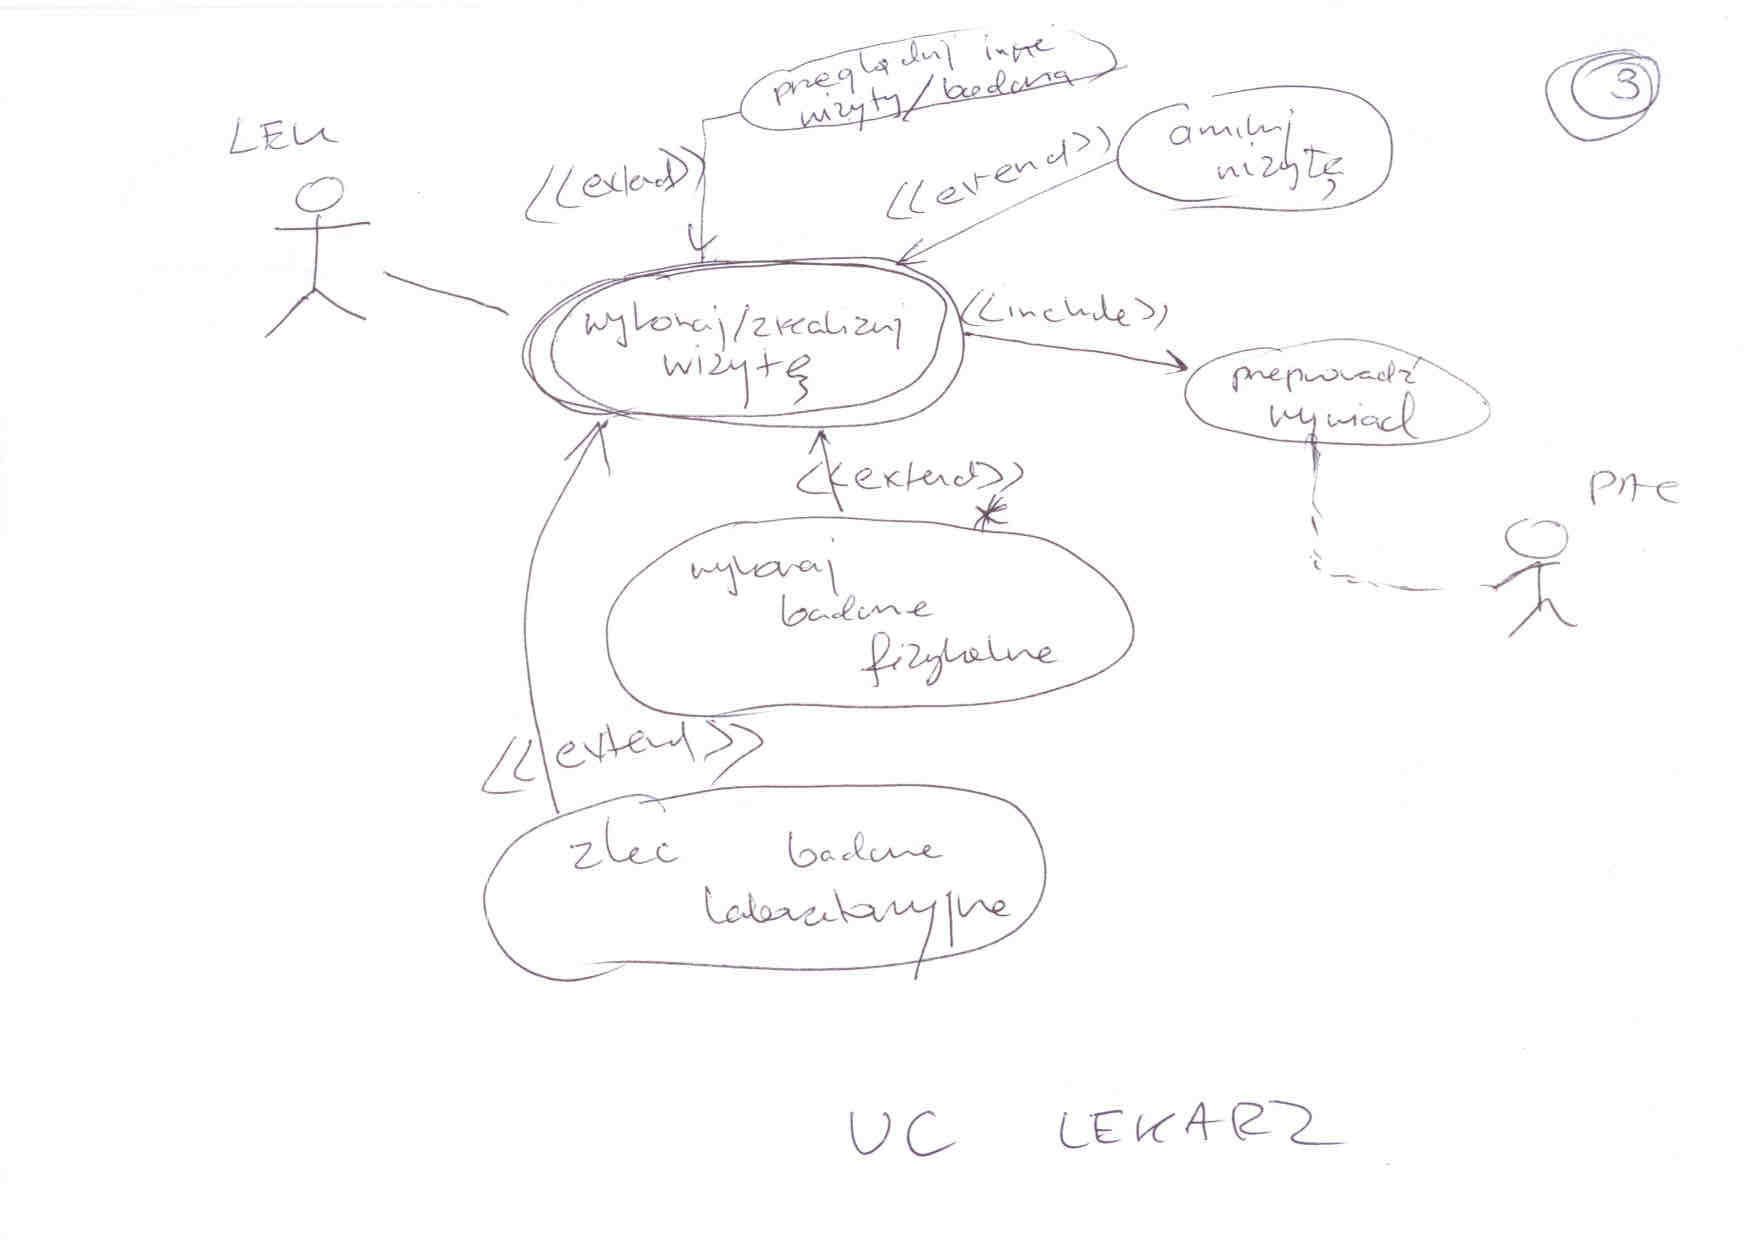 3
LEK
przeglądaj inne
wizyty/badania
<<extend>>
anuluj
wizytę
<<extend>>
wykonaj/zrealizuj
wizytę
<<include>>
przeprowadź
wywiad
PAC
<<extend>>
*
wykonaj
badanie
fizykalne
<<extend>>
zleć badanie
laboratoryjne
UC LEKARZ